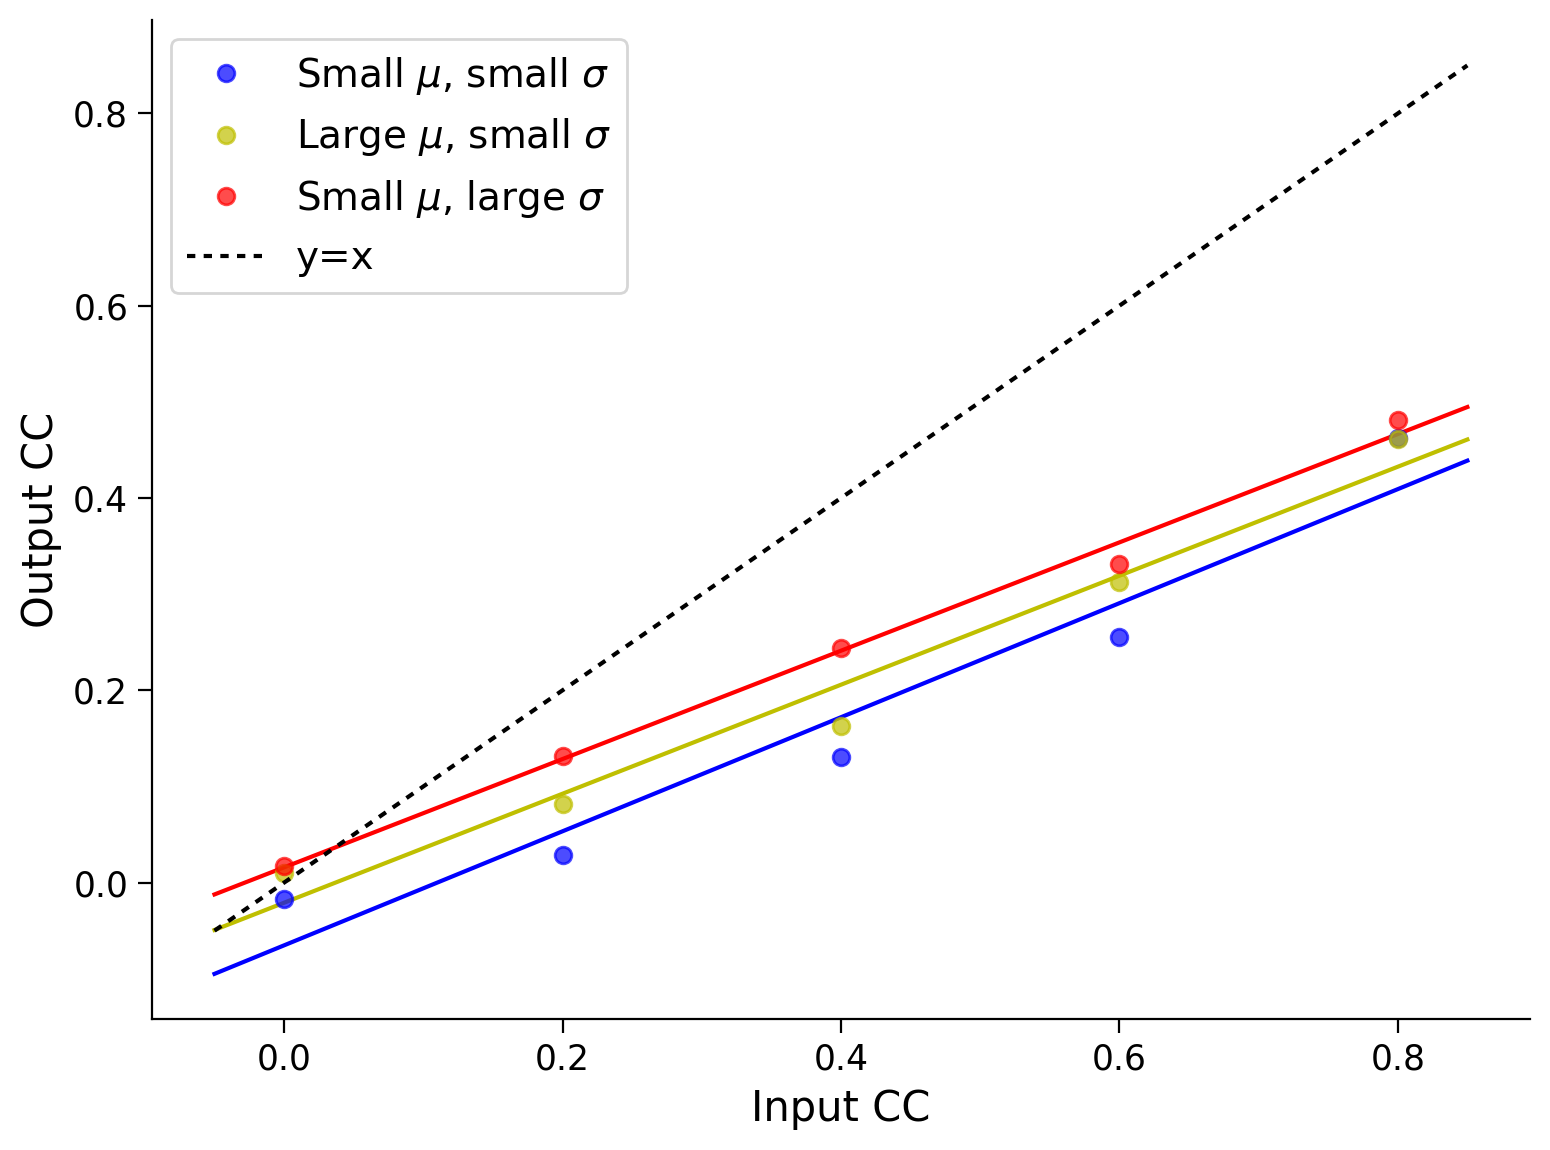 Small μ, small σ
Large μ, small σ
Small μ, large σ
y=x
0.8
0.6
0.4
0.2
0.0
Output CC
0.0 0.2 0.4 0.6 0.8
Input CC